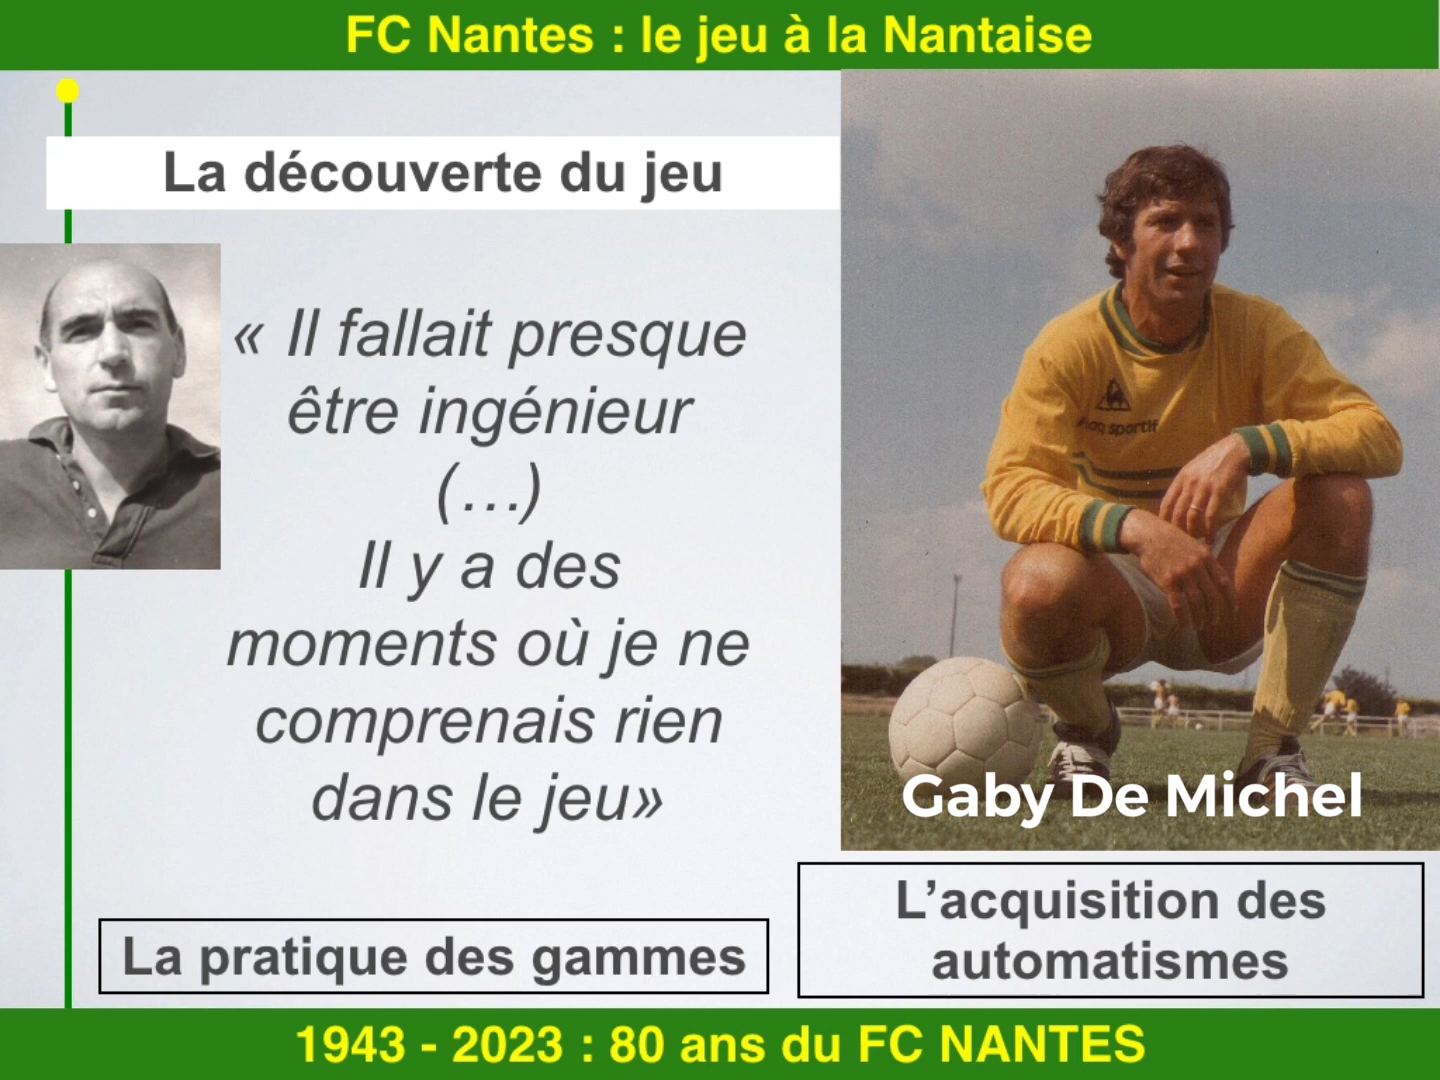 FC Nantes : le jeu à la Nantaise
La découverte du jeu
« Il fallait presque
être ingénieur
(…)
Il y a des
moments où je ne
comprenais rien
dans le jeu»
sportif
Gaby De Michel
La pratique des gammes
L’acquisition des
automatismes
1943 - 2023 : 80 ans du FC NANTES